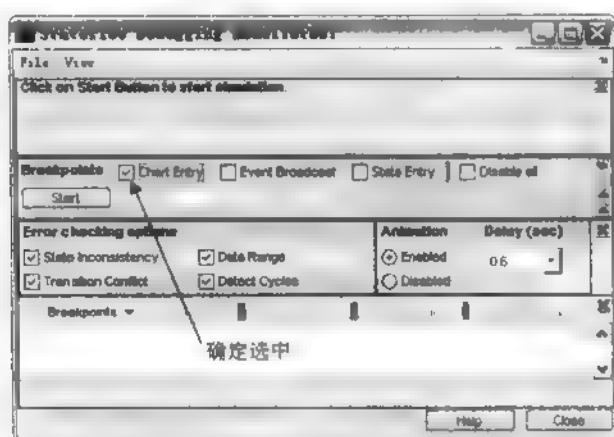 File View
Click on Start Button to start simulation.
Breakpoints Chart Entry Event Broadcast State Entry Disable all
Start
Error checking options Animation Delay (sec)
State Inconsistency Data Range Enabled 0.6
Transition Conflict Detect Cycles Disabled
Breakpoints
确定选中
Help Close